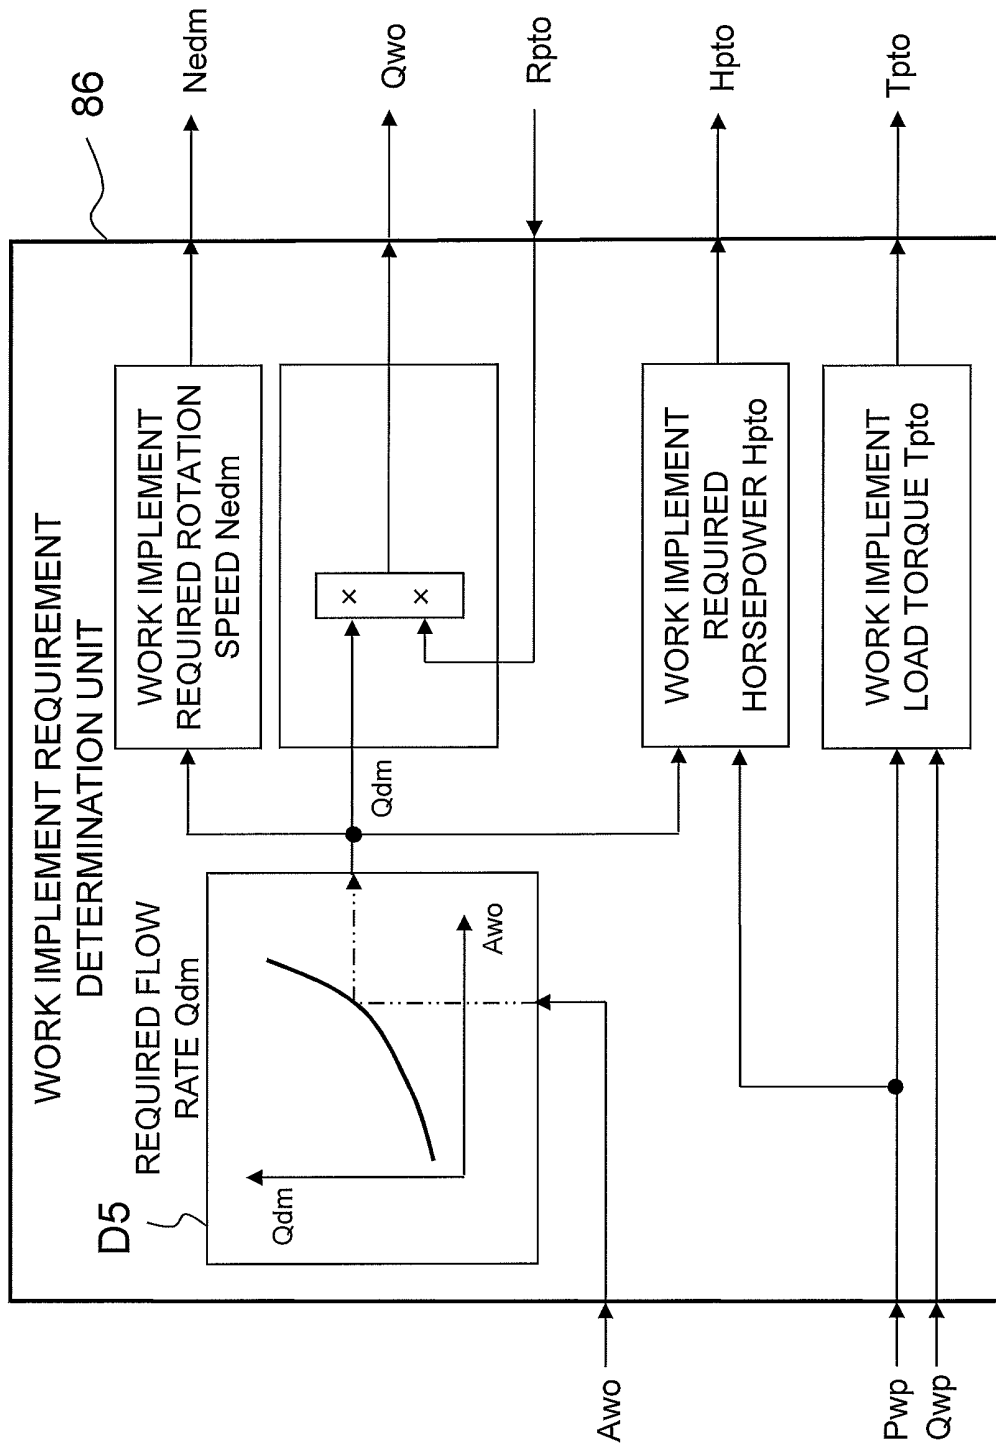 WORK IMPLEMENT REQUIREMENT
DETERMINATION UNIT
86
D5
REQUIRED FLOW
RATE Qdm
Qdm
Awo
Qdm
WORK IMPLEMENT
REQUIRED ROTATION
SPEED Nedm
×
×
WORK IMPLEMENT
REQUIRED
HORSEPOWER Hpto
WORK IMPLEMENT
LOAD TORQUE Tpto
Awo
Pwp
Qwp
Nedm
Qwo
Rpto
Hpto
Tpto